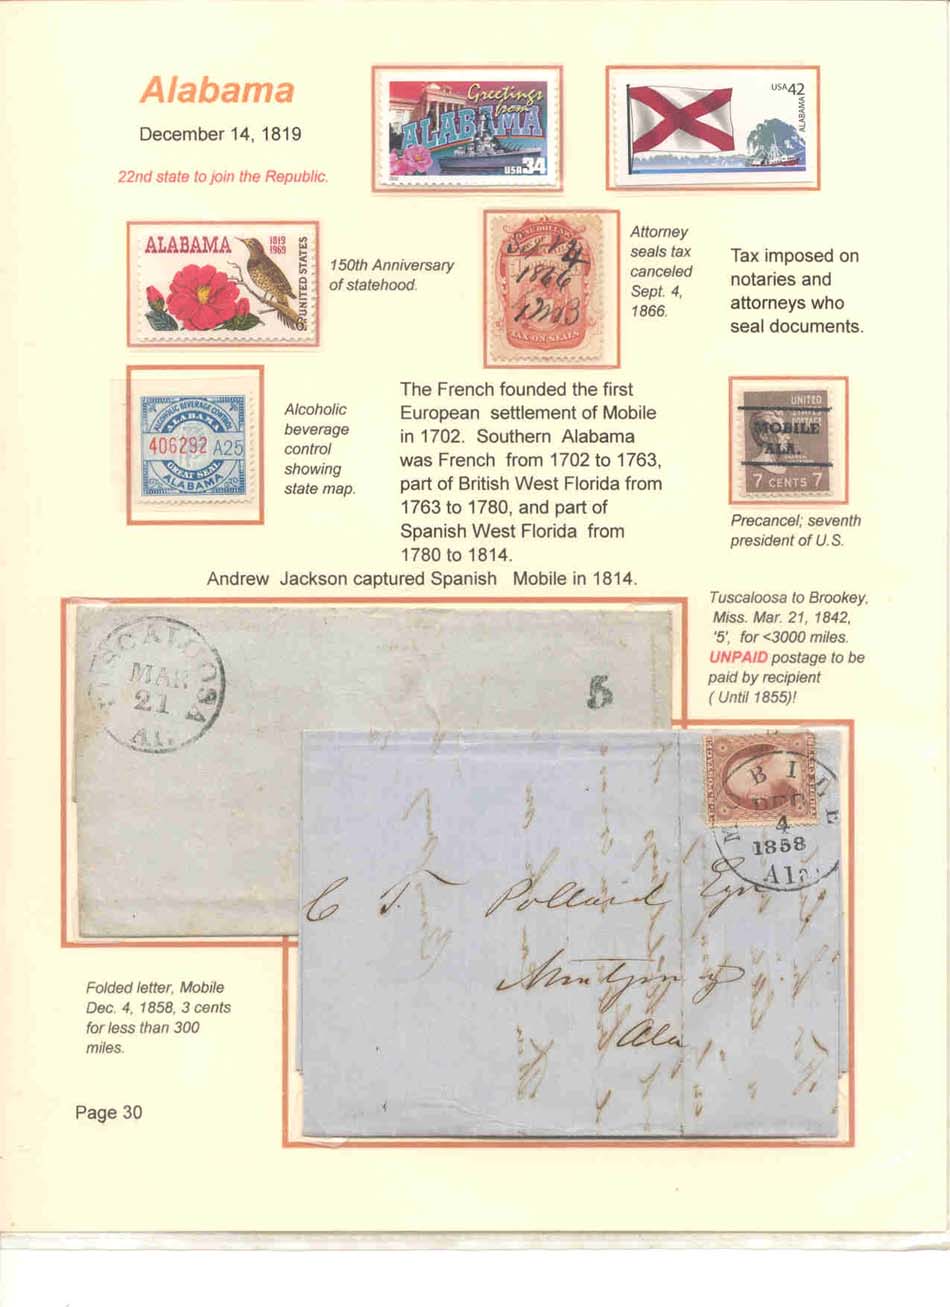 Alabama
December 14, 1819
22nd state to join the Republic.
Greetings
from
ALABAMA
USA 34
USA 42
ALABAMA
ALABAMA
1819
1969
UNITED STATES
6¢
150th Anniversary
of statehood.
1866
TAX ON SEALS
Attorney
seals tax
canceled
Sept. 4,
1866.
Tax imposed on
notaries and
attorneys who
seal documents.
ALCOHOLIC BEVERAGE CONTROL
ALABAMA
406292 A25
GREAT SEAL
ALABAMA
Alcoholic
beverage
control
showing
state map.
The French founded the first
European settlement of Mobile
in 1702. Southern Alabama
was French from 1702 to 1763,
part of British West Florida from
1763 to 1780, and part of
Spanish West Florida from
1780 to 1814.
Andrew Jackson captured Spanish Mobile in 1814.
UNITED
STATES
POSTAGE
MOBILE
ALA.
7 CENTS 7
Precancel; seventh
president of U.S.
Tuscaloosa to Brookey,
Miss. Mar. 21, 1842,
'5', for <3000 miles.
UNPAID postage to be
paid by recipient
( Until 1855)!
TUSCALOOSA
MAR
21
Al.
5
MOBILE
DEC
4
1858
Ala.
C T. Pollard Esqr
Montgomery
Ala
Folded letter, Mobile
Dec. 4, 1858, 3 cents
for less than 300
miles.
Page 30